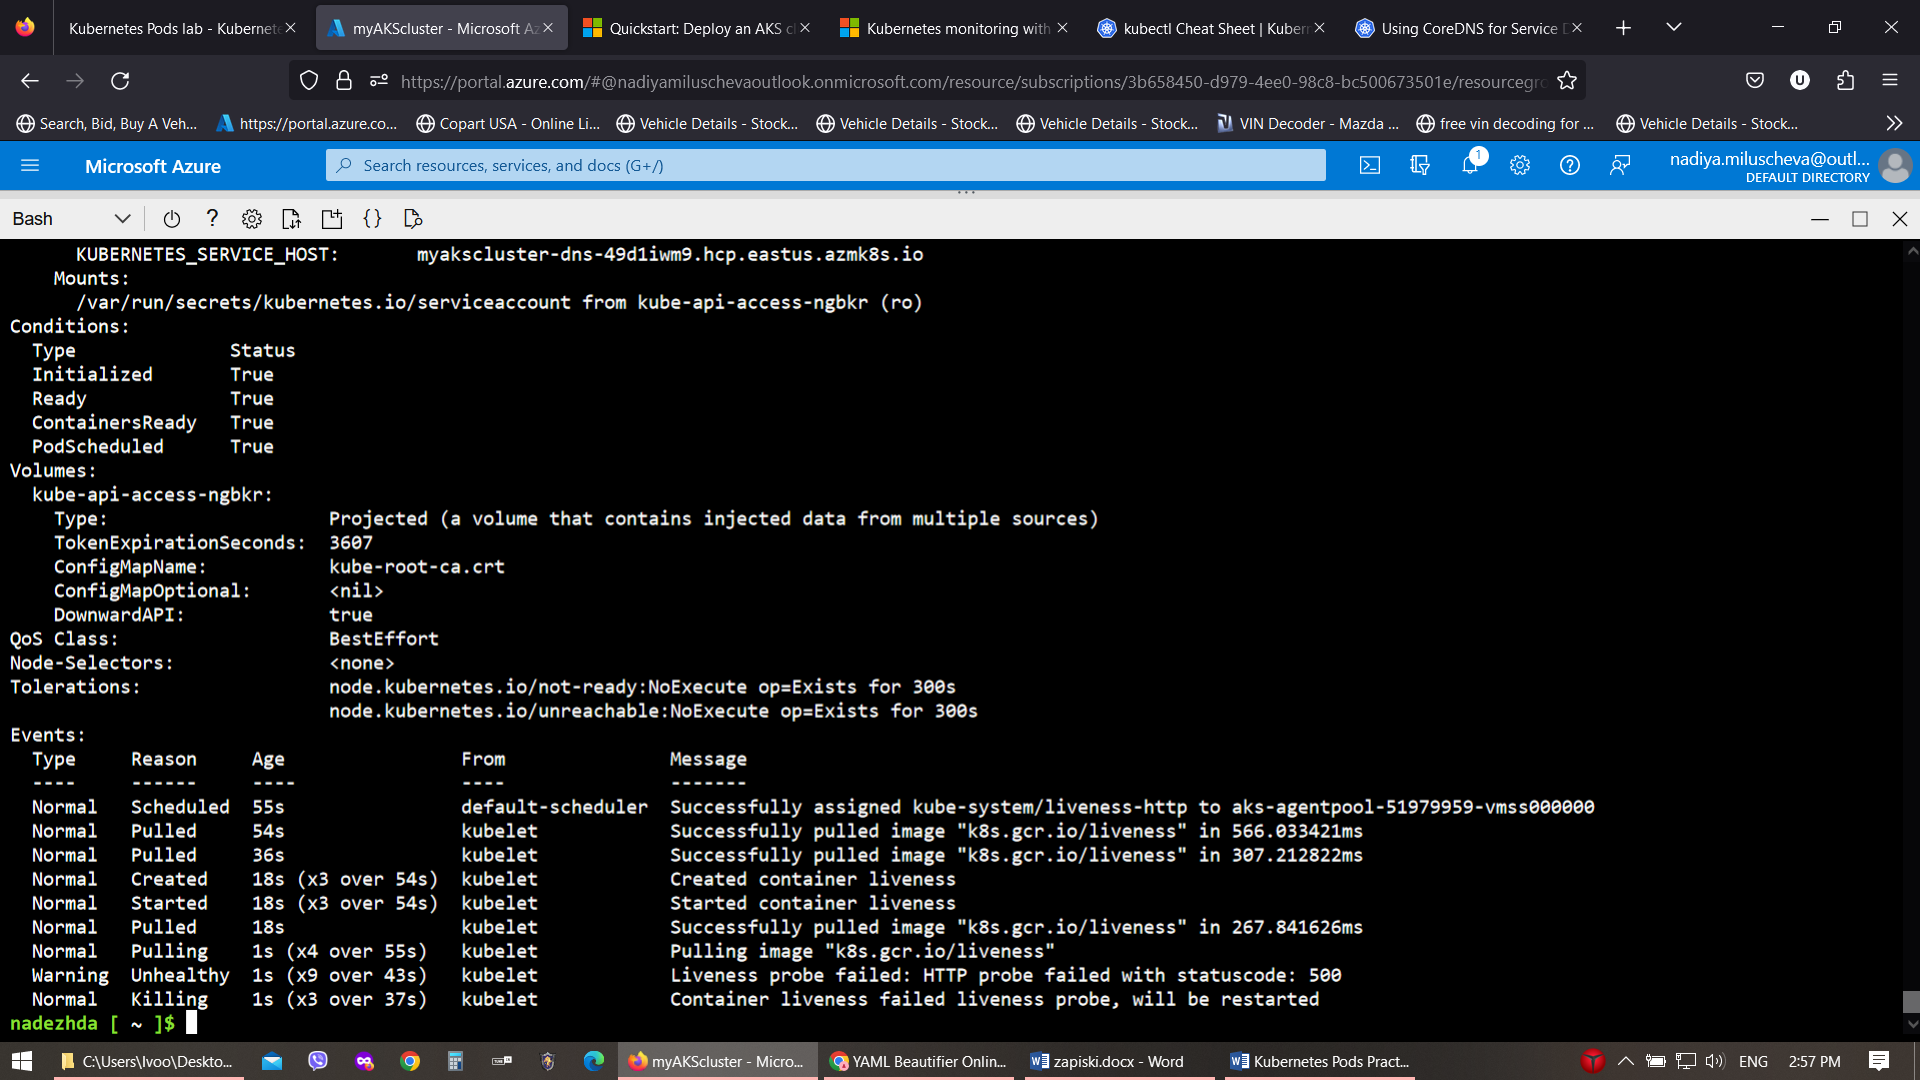 Kubernetes Pods lab - Kubernete
myAKScluster - Microsoft Az
Quickstart: Deploy an AKS cl
Kubernetes monitoring with
kubectl Cheat Sheet | Kubern
Using CoreDNS for Service D
https://portal.azure.com/#@nadiyamiluschevaoutlook.onmicrosoft.com/resource/subscriptions/3b658450-d979-4ee0-98c8-bc500673501e/resourcegro
U
Search, Bid, Buy A Veh...
https://portal.azure.co...
Copart USA - Online Li...
Vehicle Details - Stock...
Vehicle Details - Stock...
Vehicle Details - Stock...
VIN Decoder - Mazda ...
free vin decoding for ...
Vehicle Details - Stock...
Microsoft Azure
Search resources, services, and docs (G+/)
1
nadiya.miluscheva@outl...
DEFAULT DIRECTORY
Bash
KUBERNETES_SERVICE_HOST: myakscluster-dns-49d1iwm9.hcp.eastus.azmk8s.io
Mounts:
/var/run/secrets/kubernetes.io/serviceaccount from kube-api-access-ngbkr (ro)
Conditions:
Type Status
Initialized True
Ready True
ContainersReady True
PodScheduled True
Volumes:
kube-api-access-ngbkr:
Type: Projected (a volume that contains injected data from multiple sources)
TokenExpirationSeconds: 3607
ConfigMapName: kube-root-ca.crt
ConfigMapOptional: <nil>
DownwardAPI: true
QoS Class: BestEffort
Node-Selectors: <none>
Tolerations: node.kubernetes.io/not-ready:NoExecute op=Exists for 300s
node.kubernetes.io/unreachable:NoExecute op=Exists for 300s
Events:
Type Reason Age From Message
---- ------ ---- ---- -------
Normal Scheduled 55s default-scheduler Successfully assigned kube-system/liveness-http to aks-agentpool-51979959-vmss000000
Normal Pulled 54s kubelet Successfully pulled image "k8s.gcr.io/liveness" in 566.033421ms
Normal Pulled 36s kubelet Successfully pulled image "k8s.gcr.io/liveness" in 307.212822ms
Normal Created 18s (x3 over 54s) kubelet Created container liveness
Normal Started 18s (x3 over 54s) kubelet Started container liveness
Normal Pulled 18s kubelet Successfully pulled image "k8s.gcr.io/liveness" in 267.841626ms
Normal Pulling 1s (x4 over 55s) kubelet Pulling image "k8s.gcr.io/liveness"
Warning Unhealthy 1s (x9 over 43s) kubelet Liveness probe failed: HTTP probe failed with statuscode: 500
Normal Killing 1s (x3 over 37s) kubelet Container liveness failed liveness probe, will be restarted
nadezhda [ ~ ]$
C:\Users\Ivoo\Deskto...
myAKScluster - Micro...
YAML Beautifier Onlin...
zapiski.docx - Word
Kubernetes Pods Pract...
ENG
2:57 PM